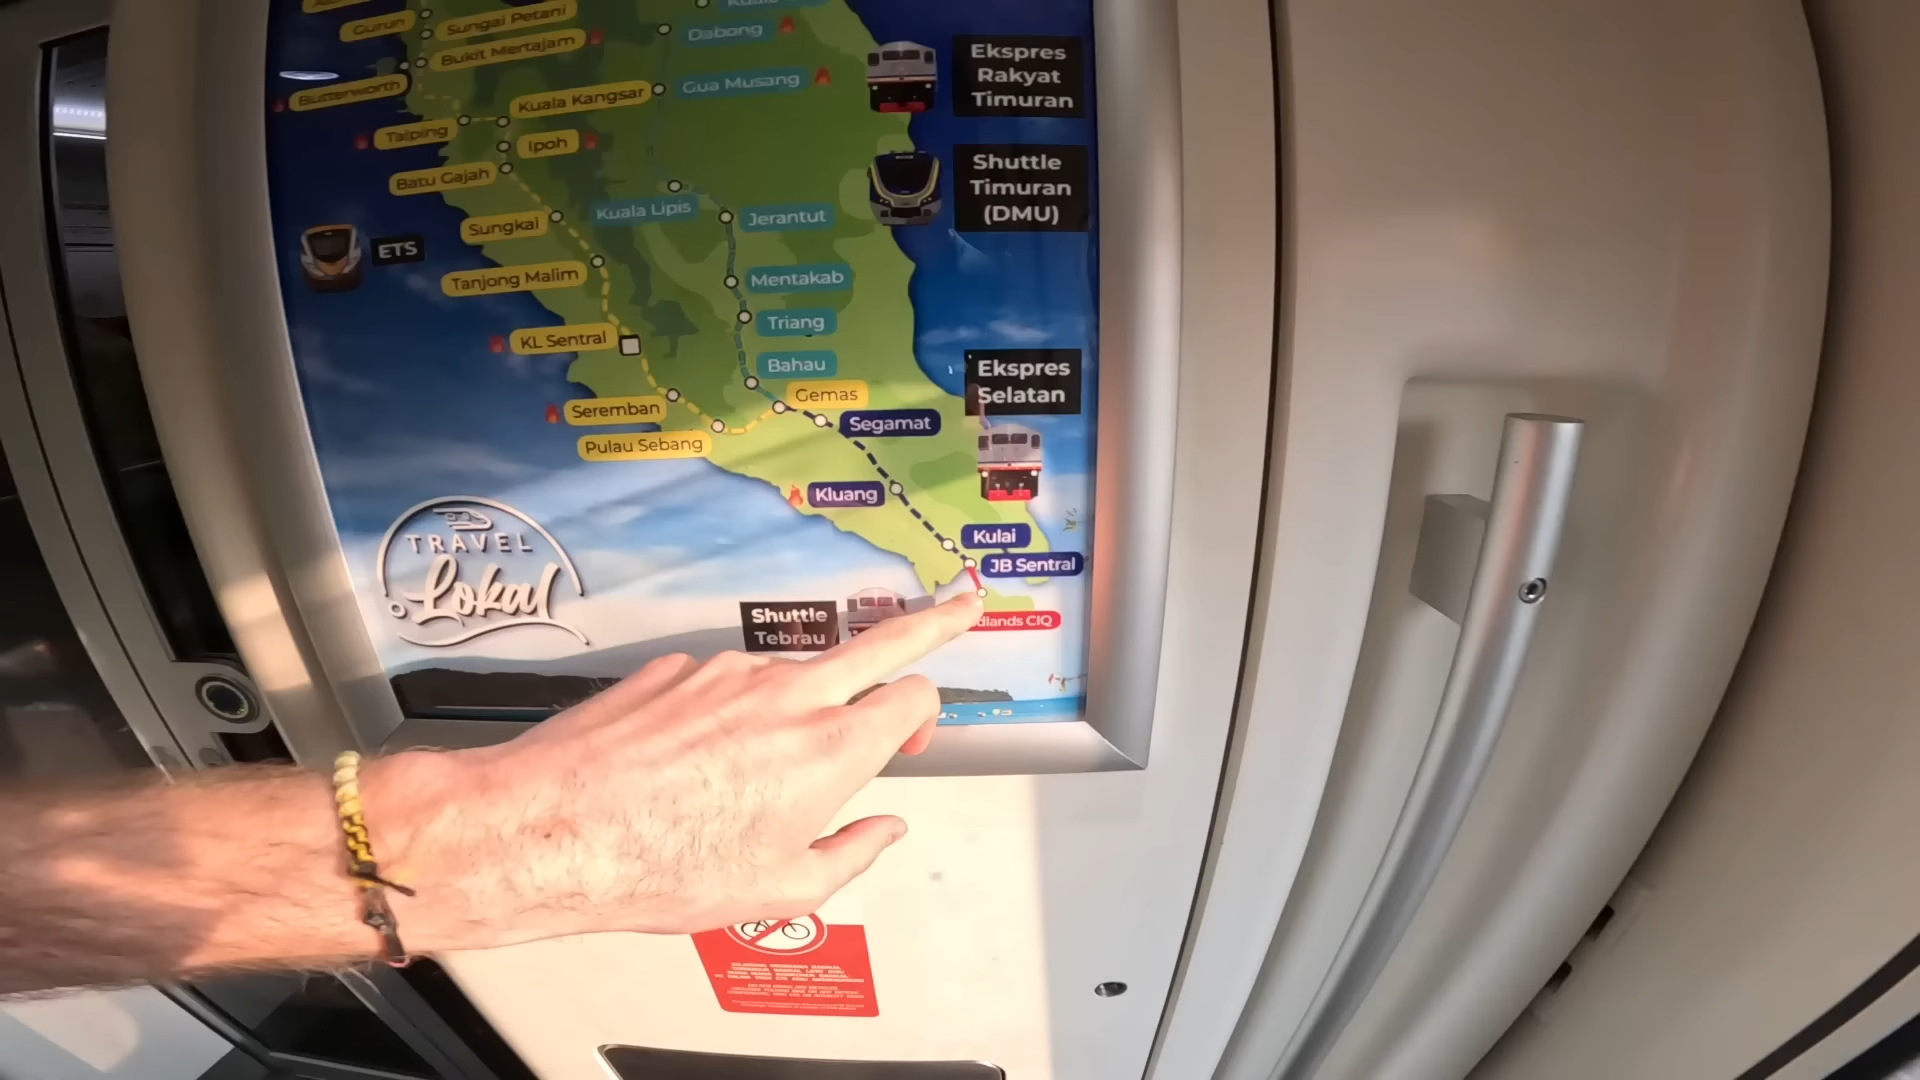 Gurun
Sungai Petani
Bukit Mertajam
Butterworth
Dabong
Kuala Kangsar
Gua Musang
Taiping
Ipoh
Batu Gajah
Sungkai
Kuala Lipis
Jerantut
ETS
Tanjong Malim
Mentakab
Triang
KL Sentral
Bahau
Gemas
Seremban
Segamat
Pulau Sebang
Kluang
Kulai
JB Sentral
dlands CIQ
Ekspres
Rakyat
Timuran
Shuttle
Timuran
(DMU)
Ekspres
Selatan
TRAVEL
Lokal
Shuttle
Tebrau